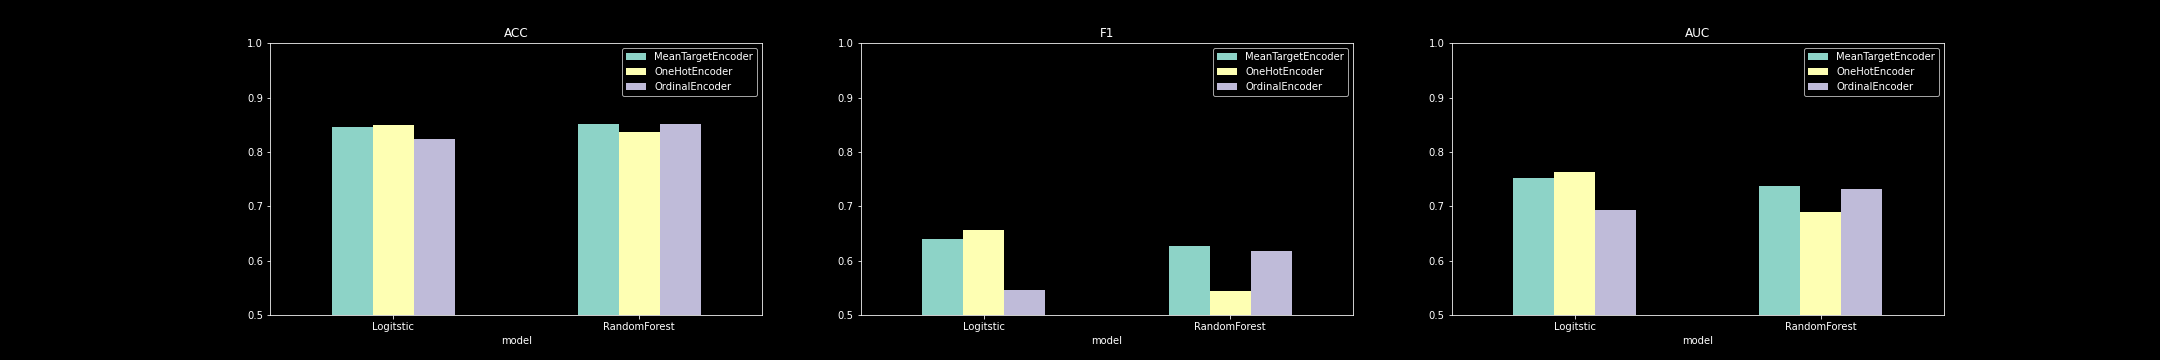 ACC
1.0
0.9
0.8
0.7
0.6
0.5
MeanTargetEncoder
OneHotEncoder
OrdinalEncoder
Logitstic
RandomForest
model
F1
1.0
0.9
0.8
0.7
0.6
0.5
MeanTargetEncoder
OneHotEncoder
OrdinalEncoder
Logitstic
RandomForest
model
AUC
1.0
0.9
0.8
0.7
0.6
0.5
MeanTargetEncoder
OneHotEncoder
OrdinalEncoder
Logitstic
RandomForest
model